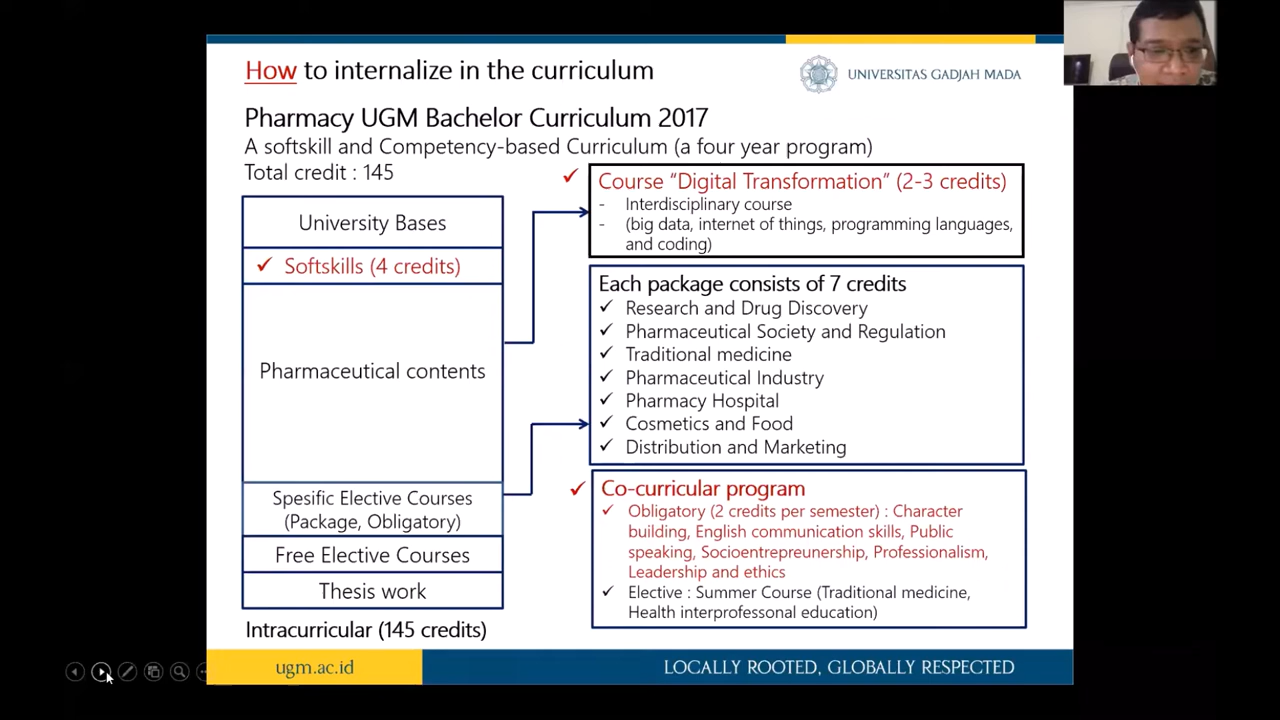 How to internalize in the curriculum
UNIVERSITAS GADJAH MADA
Pharmacy UGM Bachelor Curriculum 2017
A softskill and Competency-based Curriculum (a four year program)
Total credit : 145
University Bases
✓ Softskills (4 credits)
Pharmaceutical contents
Spesific Elective Courses
(Package, Obligatory)
Free Elective Courses
Thesis work
Intracurricular (145 credits)
✓ Course “Digital Transformation” (2-3 credits)
- Interdisciplinary course
- (big data, internet of things, programming languages,
and coding)
Each package consists of 7 credits
✓ Research and Drug Discovery
✓ Pharmaceutical Society and Regulation
✓ Traditional medicine
✓ Pharmaceutical Industry
✓ Pharmacy Hospital
✓ Cosmetics and Food
✓ Distribution and Marketing
✓ Co-curricular program
✓ Obligatory (2 credits per semester) : Character
building, English communication skills, Public
speaking, Socioentrepreunership, Professionalism,
Leadership and ethics
✓ Elective : Summer Course (Traditional medicine,
Health interprofessonal education)
ugm.ac.id
LOCALLY ROOTED, GLOBALLY RESPECTED